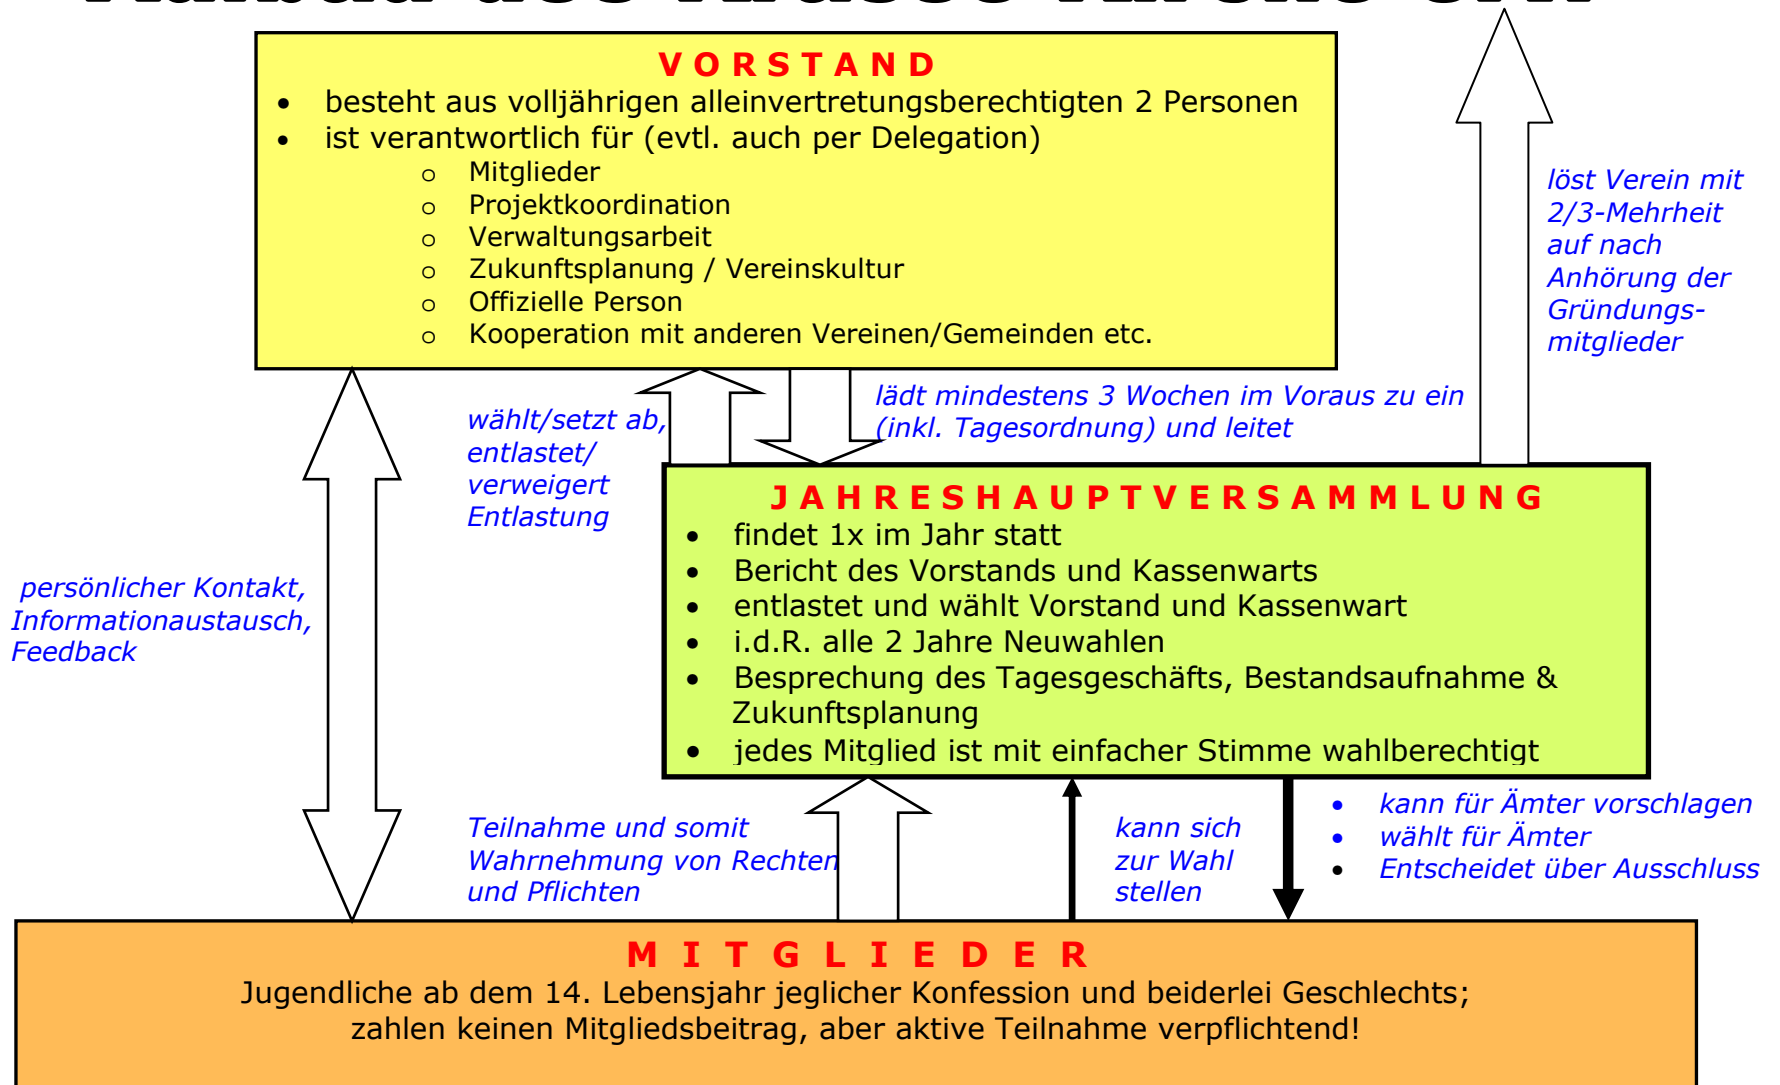 V O R S T A N D
• besteht aus volljährigen alleinvertretungsberechtigten 2 Personen
• ist verantwortlich für (evtl. auch per Delegation)
o Mitglieder
o Projektkoordination
o Verwaltungsarbeit
o Zukunftsplanung / Vereinskultur
o Offizielle Person
o Kooperation mit anderen Vereinen/Gemeinden etc.
löst Verein mit
2/3-Mehrheit
auf nach
Anhörung der
Gründungs-
mitglieder
wählt/setzt ab,
entlastet/
verweigert
Entlastung
lädt mindestens 3 Wochen im Voraus zu ein
(inkl. Tagesordnung) und leitet
persönlicher Kontakt,
Informationaustausch,
Feedback
J A H R E S H A U P T V E R S A M M L U N G
• findet 1x im Jahr statt
• Bericht des Vorstands und Kassenwarts
• entlastet und wählt Vorstand und Kassenwart
• i.d.R. alle 2 Jahre Neuwahlen
• Besprechung des Tagesgeschäfts, Bestandsaufnahme &
Zukunftsplanung
• jedes Mitglied ist mit einfacher Stimme wahlberechtigt
Teilnahme und somit
Wahrnehmung von Rechten
und Pflichten
kann sich
zur Wahl
stellen
• kann für Ämter vorschlagen
• wählt für Ämter
• Entscheidet über Ausschluss
M I T G L I E D E R
Jugendliche ab dem 14. Lebensjahr jeglicher Konfession und beiderlei Geschlechts;
zahlen keinen Mitgliedsbeitrag, aber aktive Teilnahme verpflichtend!